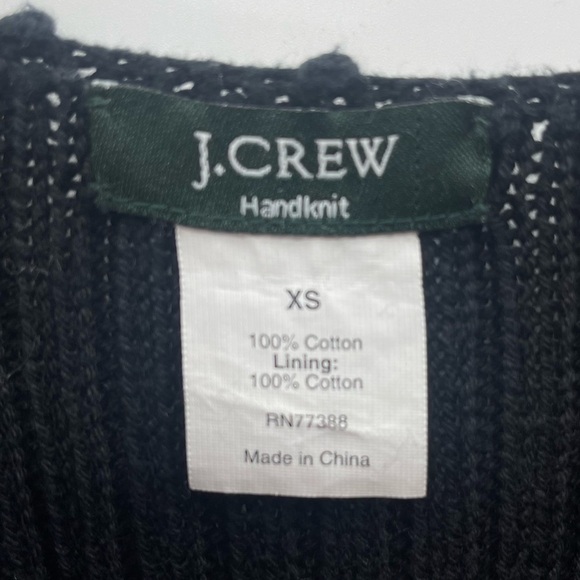 J.CREW
Handknit
XS
100% Cotton
Lining:
100% Cotton
RN77388
Made in China